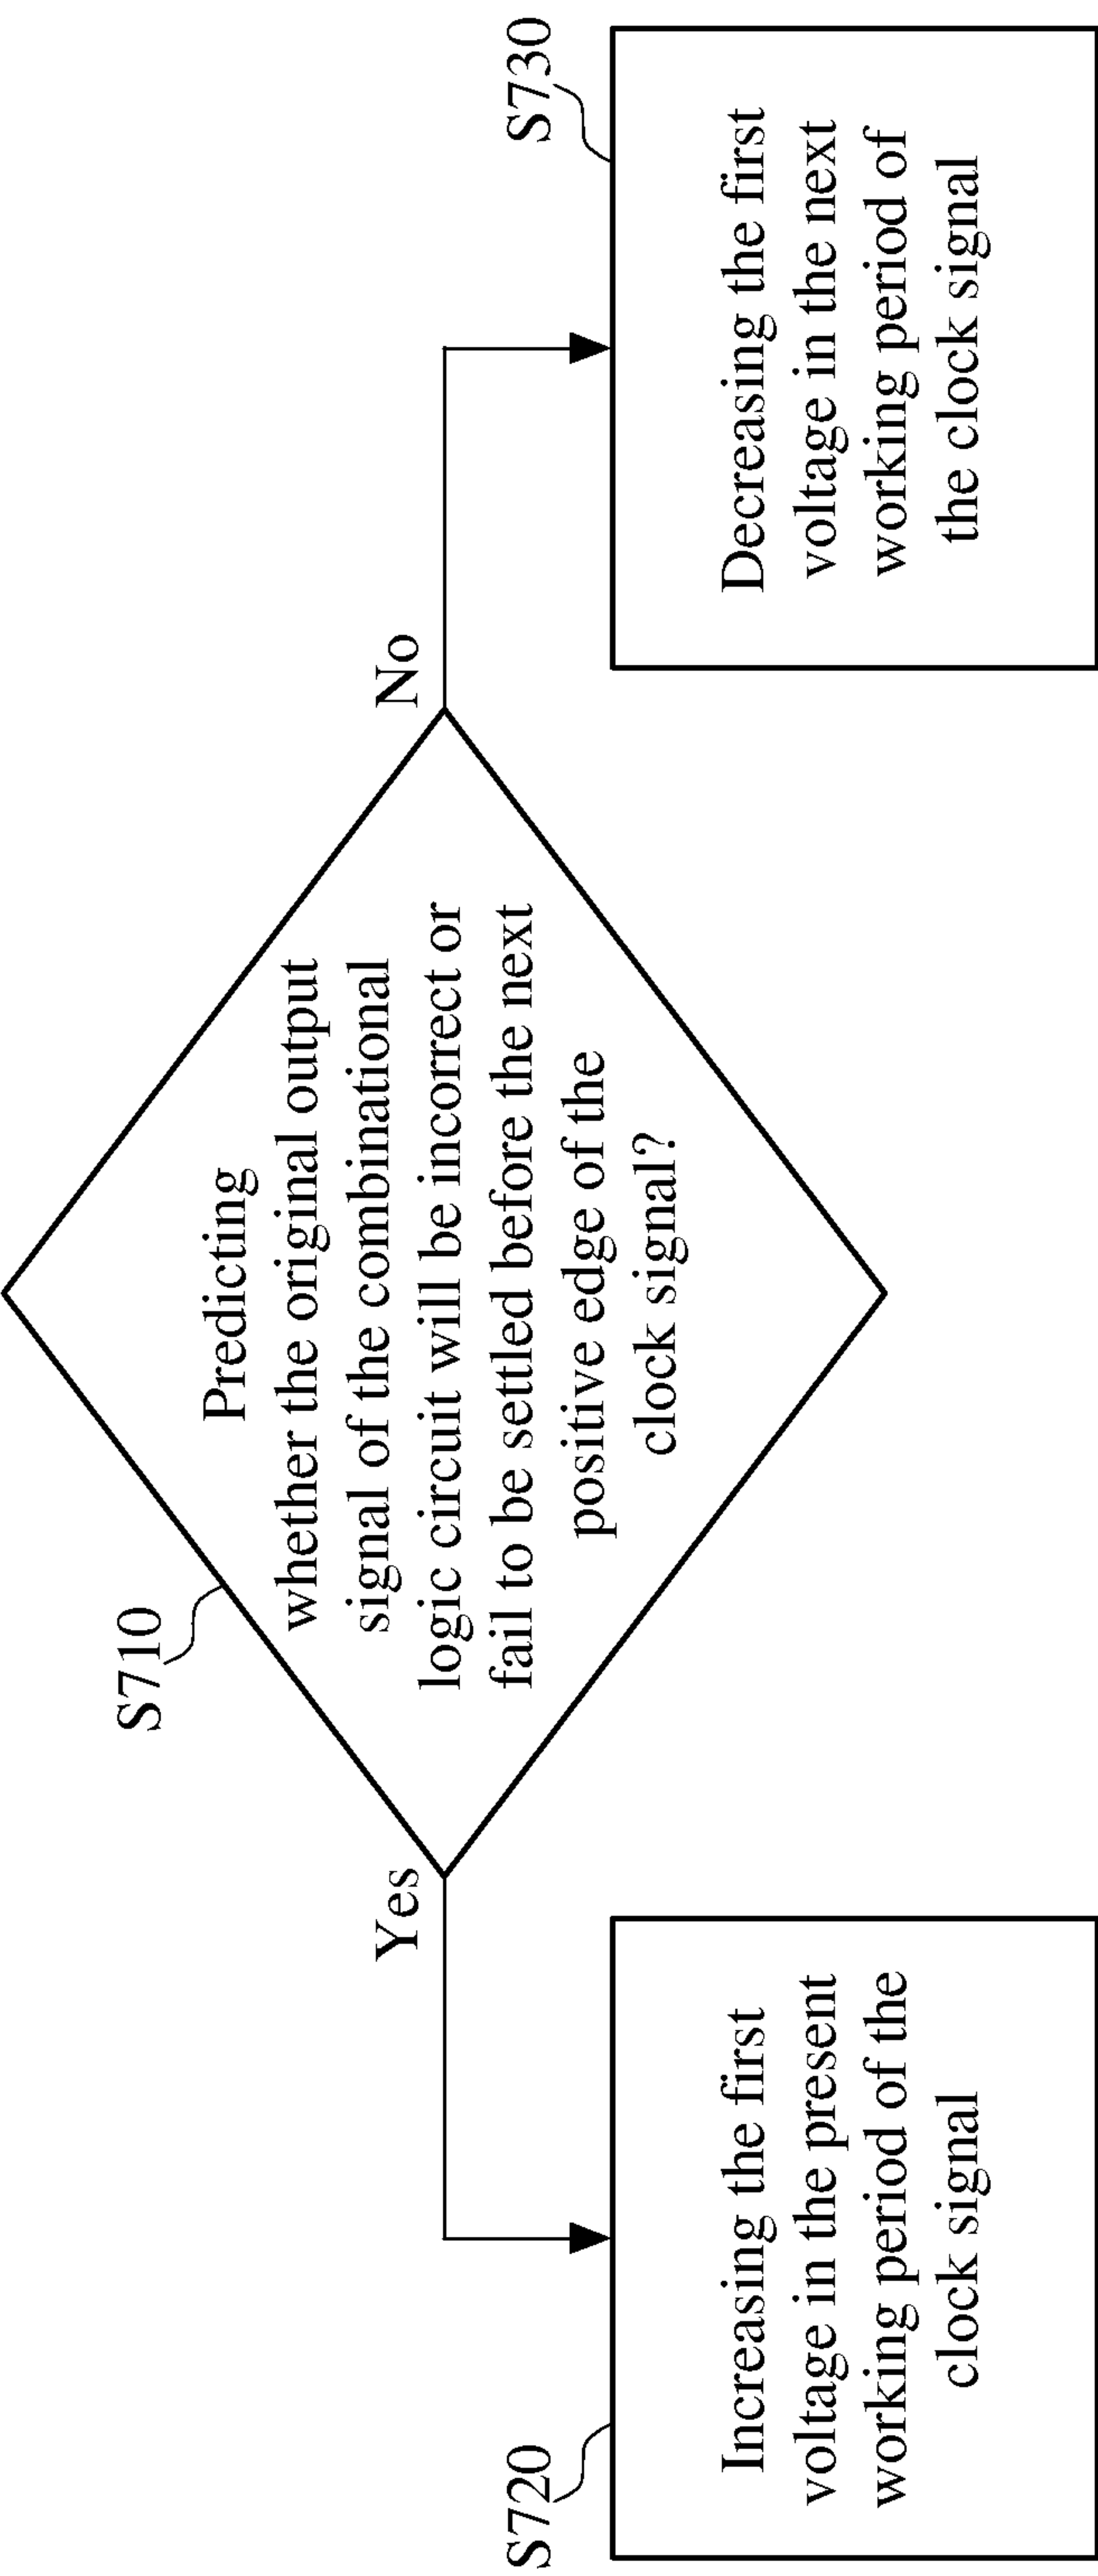 S710
Predicting
whether the original output
signal of the combinational
logic circuit will be incorrect or
fail to be settled before the next
positive edge of the
clock signal?
Yes
No
S720
Increasing the first
voltage in the present
working period of the
clock signal
S730
Decreasing the first
voltage in the next
working period of
the clock signal